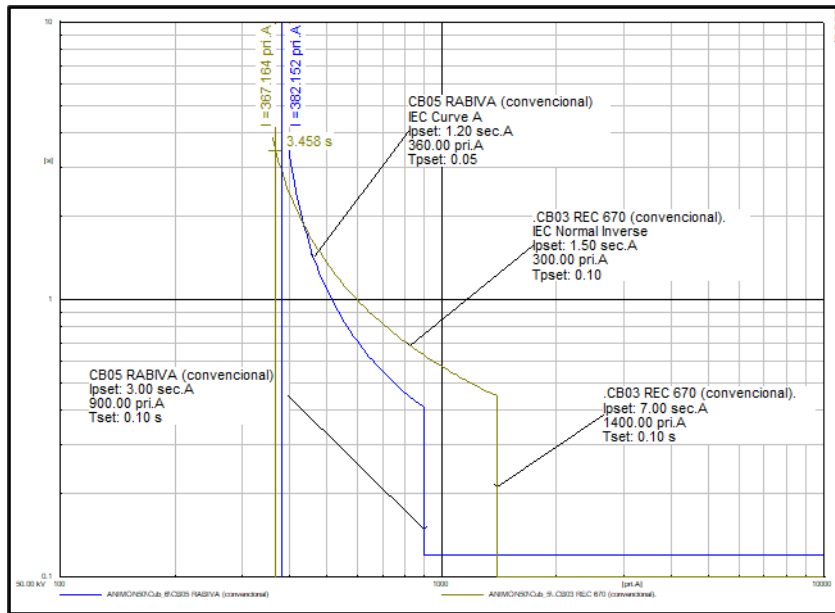 10
I =367.164 pri.A
I =382.152 pri.A
[s]
3.458 s
CB05 RABIVA (convencional)
IEC Curve A
Ipset: 1.20 sec.A
360.00 pri.A
Tpset: 0.05
.CB03 REC 670 (convencional).
IEC Normal Inverse
Ipset: 1.50 sec.A
300.00 pri.A
Tpset: 0.10
1
CB05 RABIVA (convencional)
Ipset: 3.00 sec.A
900.00 pri.A
Tset: 0.10 s
.CB03 REC 670 (convencional).
Ipset: 7.00 sec.A
1400.00 pri.A
Tset: 0.10 s
0.1
50.00 kV 100 1000 [pri.A] 10000
ANIMON50\Cub_6\CB05 RABIVA (convencional) ANIMON50\Cub_5\.CB03 REC 670 (convencional).